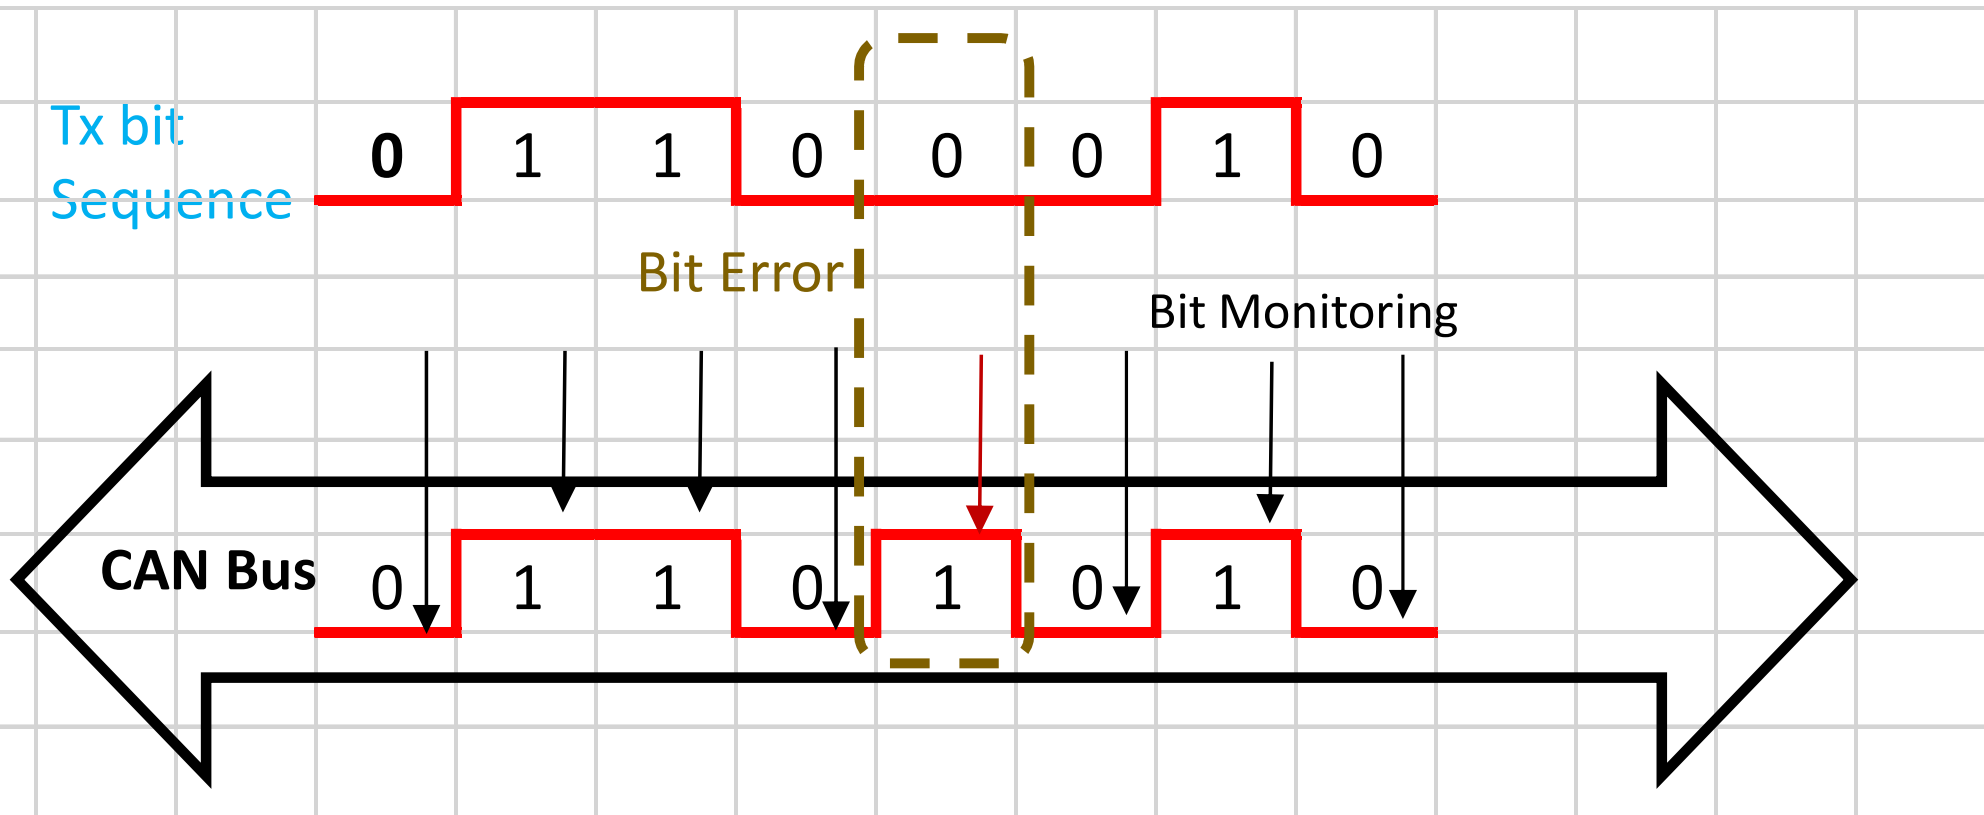 Tx bit
Sequence
0 1 1 0 0 0 1 0
Bit Error
Bit Monitoring
CAN Bus
0 1 1 0 1 0 1 0